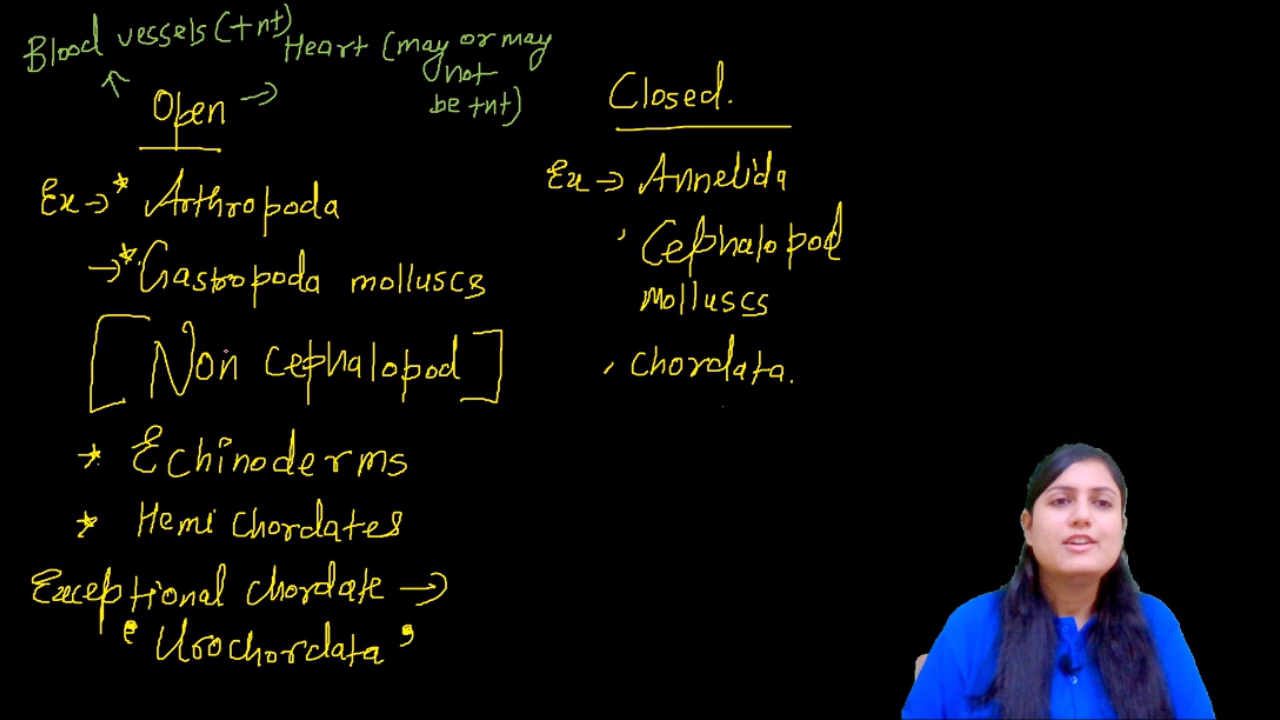 Blood vessels (+nt)
Heart (may or may
not
be +nt)
Open
Ex → * Arthropoda
→ * Gastropoda molluscs
[Non cephalopod]
* Echinoderms
* Hemi chordates
Exceptional chordate →
" Urochordata "
Closed.
Ex → Annelida
, Cephalopod
molluscs
, chordata.